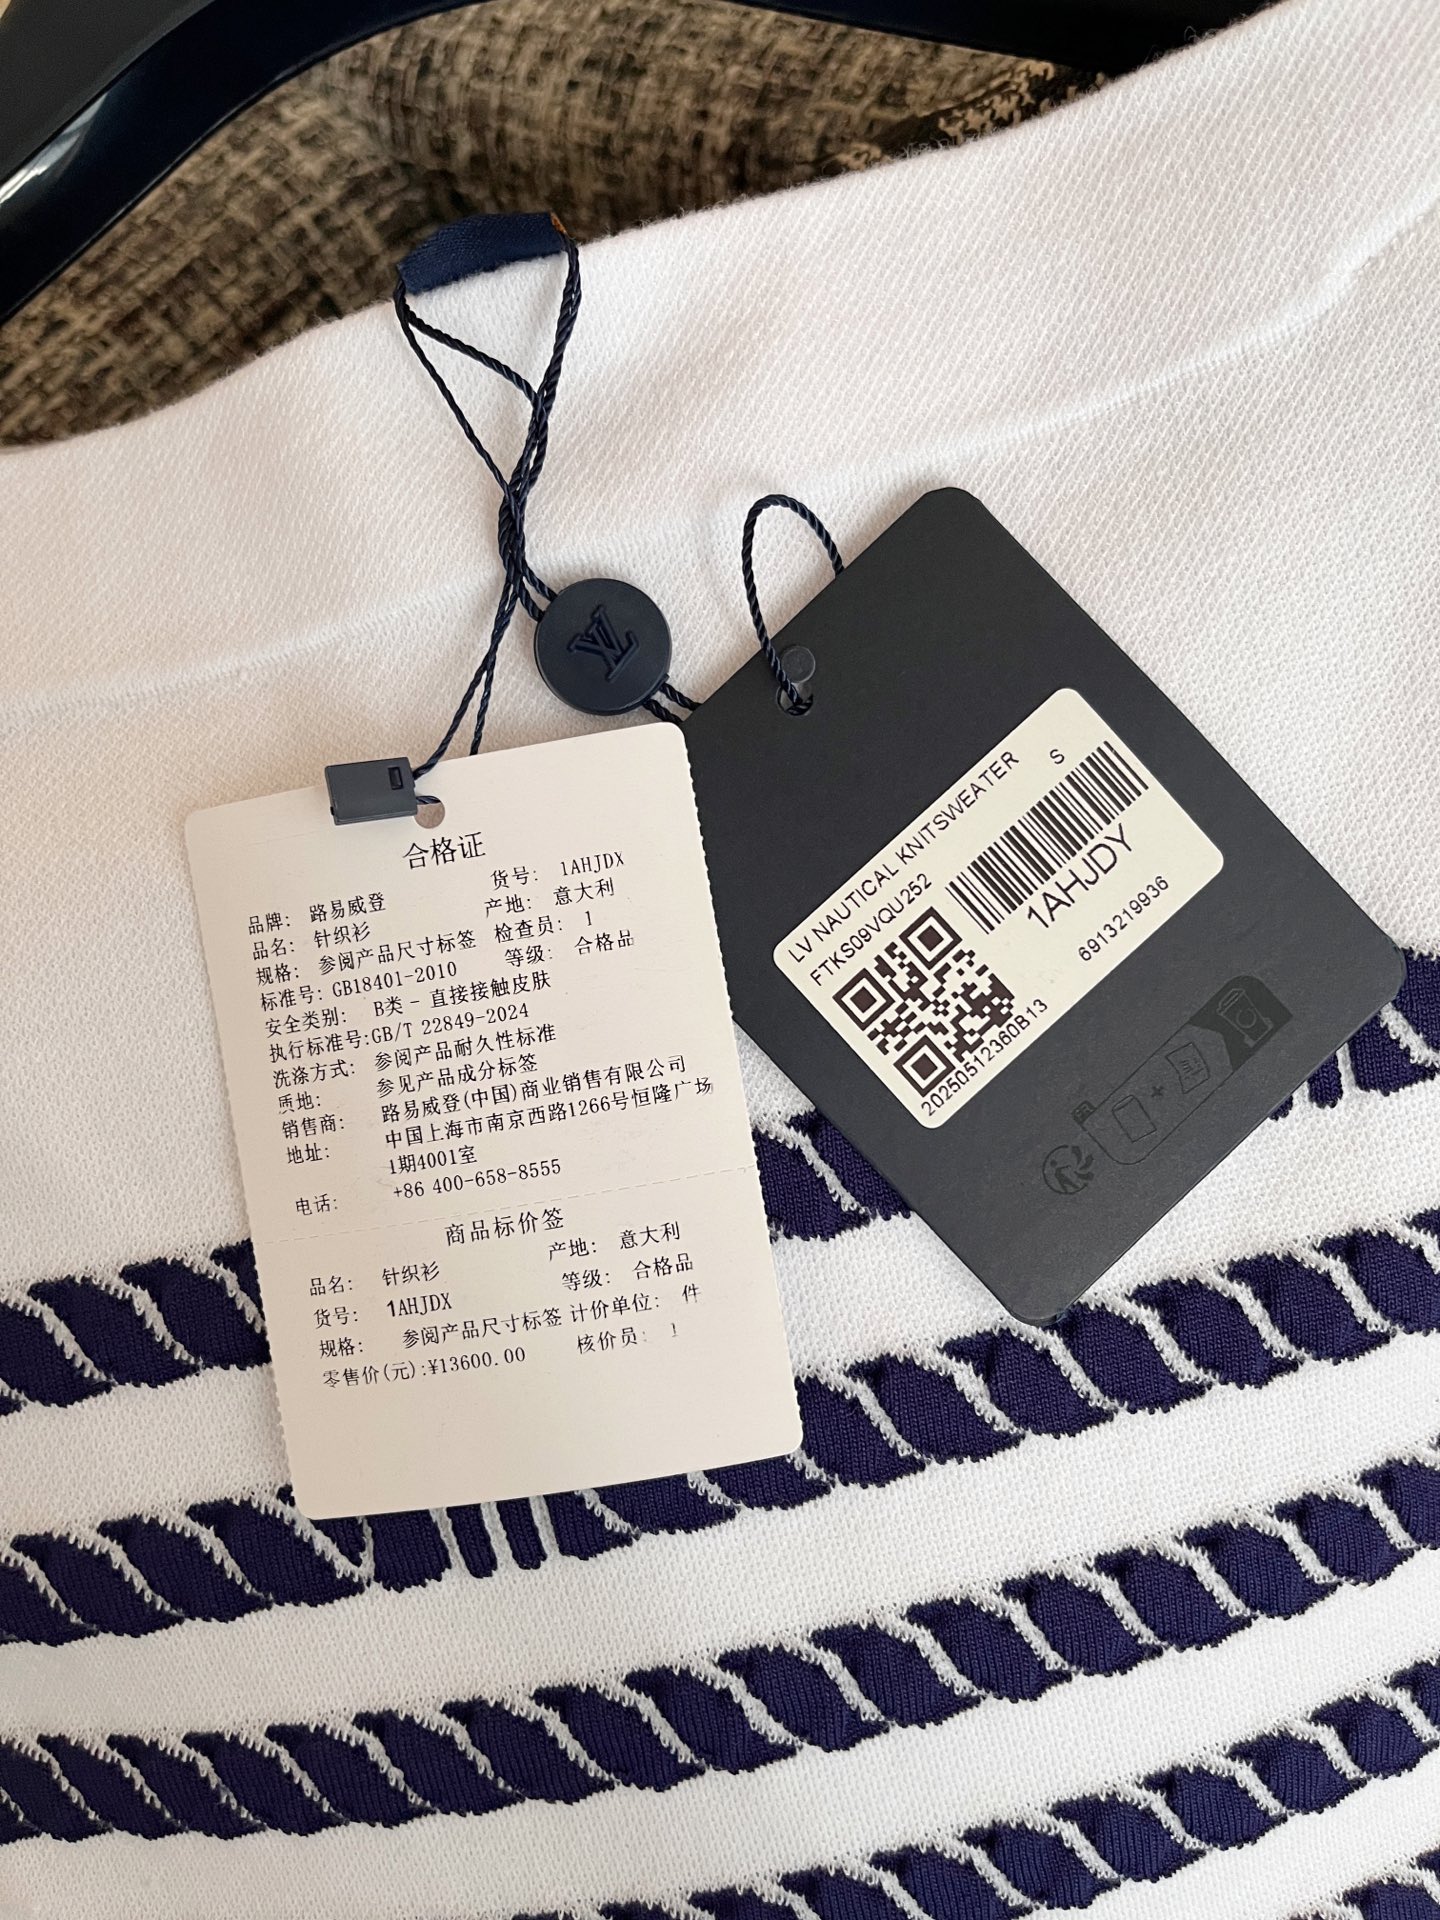 合格证
货号: 1AHJDX
品牌: 路易威登
产地: 意大利
品名: 针织衫
检查员: 1
规格: 参阅产品尺寸标签
等级: 合格品
标准号: GB18401-2010
安全类别: B类 - 直接接触皮肤
执行标准号:GB/T 22849-2024
洗涤方式: 参阅产品耐久性标准
质地: 参见产品成分标签
销售商: 路易威登(中国)商业销售有限公司
地址: 中国上海市南京西路1266号恒隆广场
1期4001室
电话: +86 400-658-8555
商品标价签
产地: 意大利
品名: 针织衫
等级: 合格品
货号: 1AHJDX
计价单位: 件
规格: 参阅产品尺寸标签
核价员: 1
零售价(元):¥13600.00
LV
LV NAUTICAL KNITSWEATER
S
FTKS09VQU252
1AHJDY
6913219936
20250512360B13